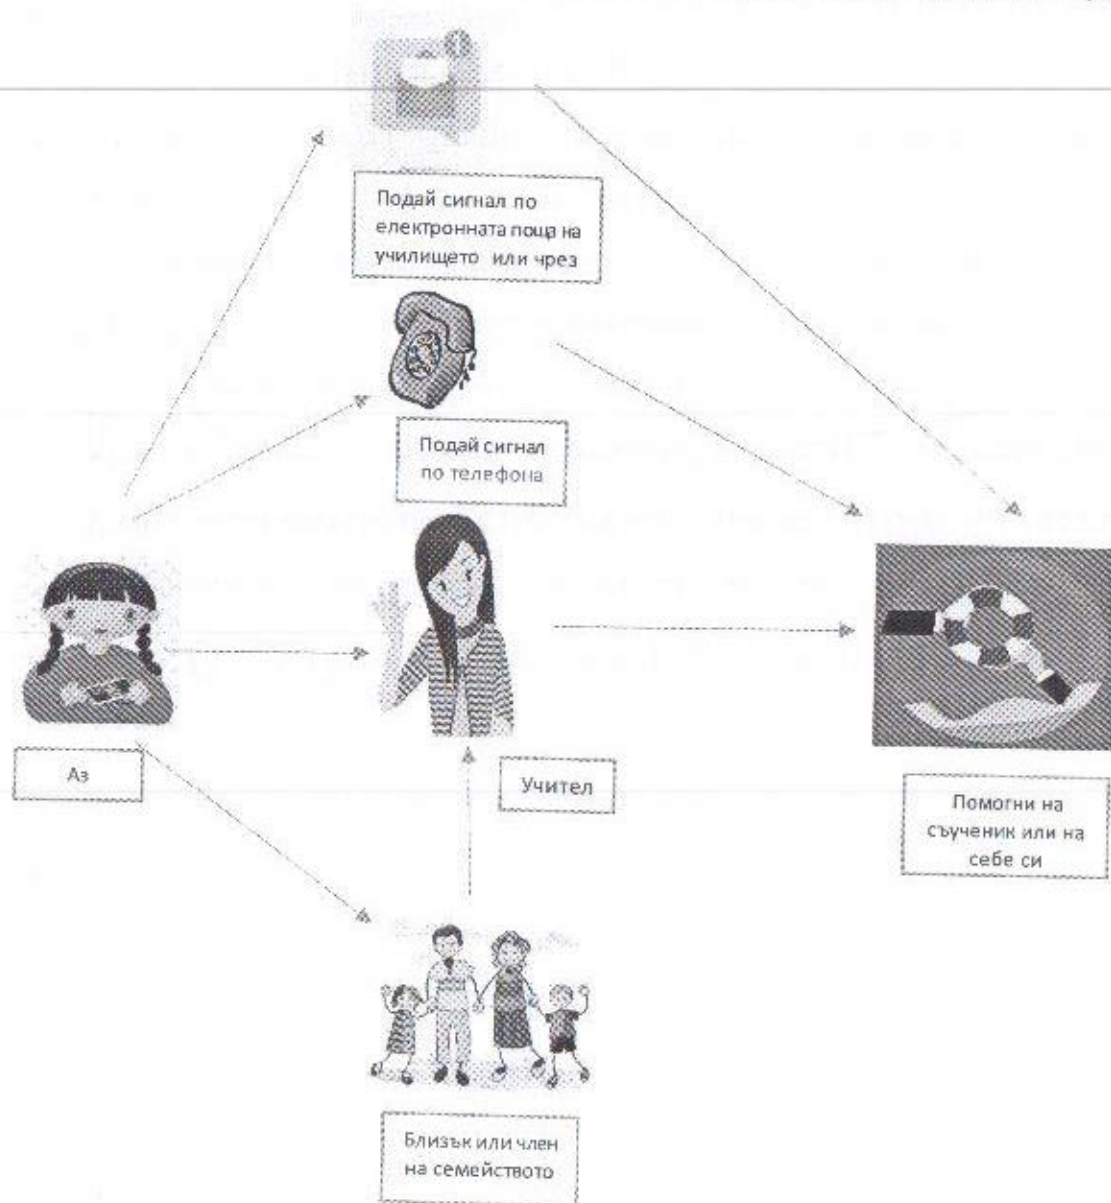 Подай сигнал по
електронната поща на
училището или чрез
Подай сигнал
по телефона
Аз
Учител
Помогни на
съученик или на
себе си
Близък или член
на семейството